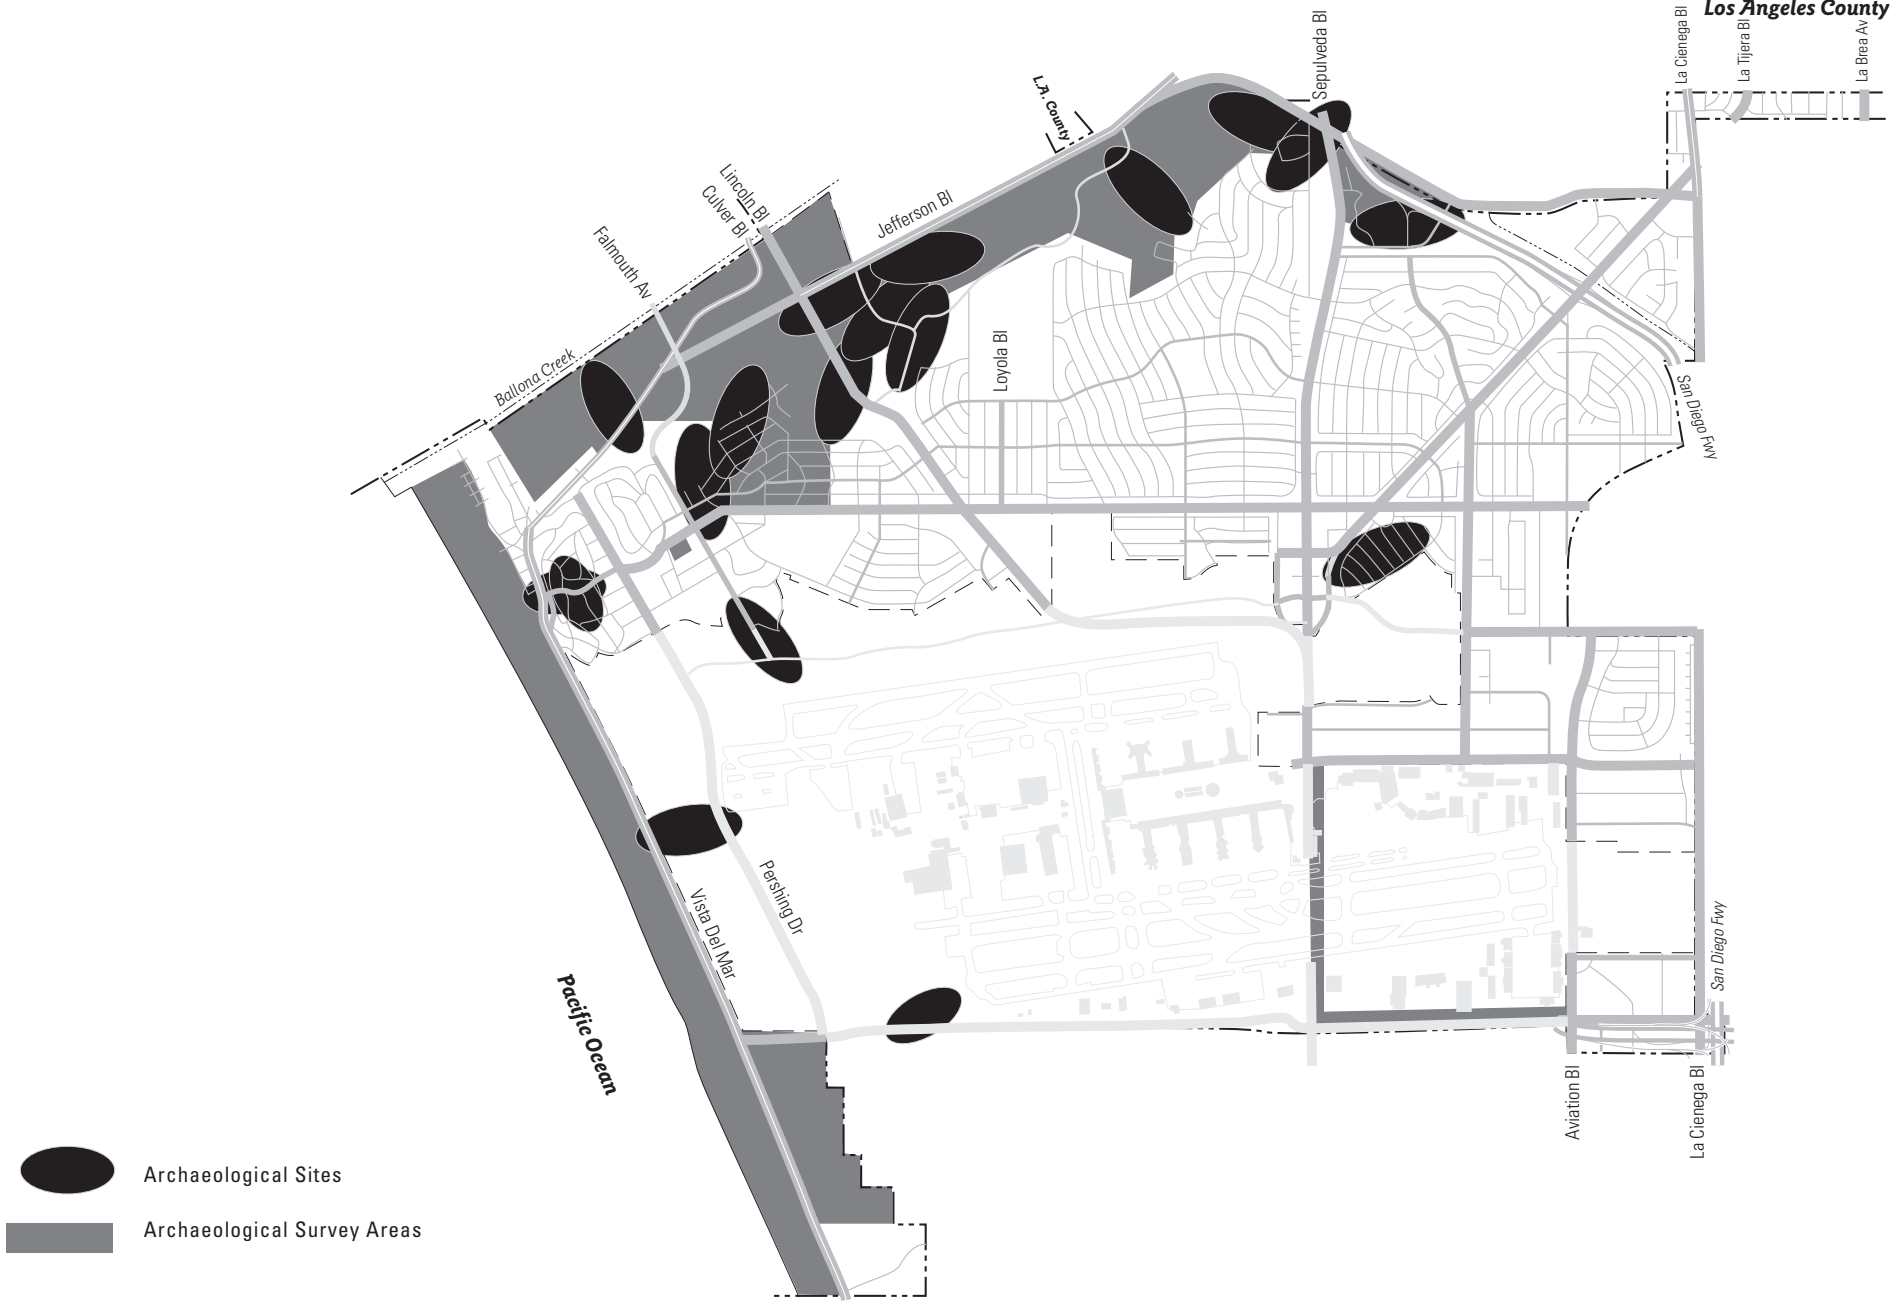 Los Angeles County
La Cienega Bl
La Tijera Bl
La Brea Av
Sepulveda Bl
L.A. County
Lincoln Bl
Culver Bl
Jefferson Bl
Falmouth Av
Ballona Creek
Loyola Bl
San Diego Fwy
Pershing Dr
Vista Del Mar
San Diego Fwy
Pacific Ocean
Aviation Bl
La Cienega Bl
Archaeological Sites
Archaeological Survey Areas